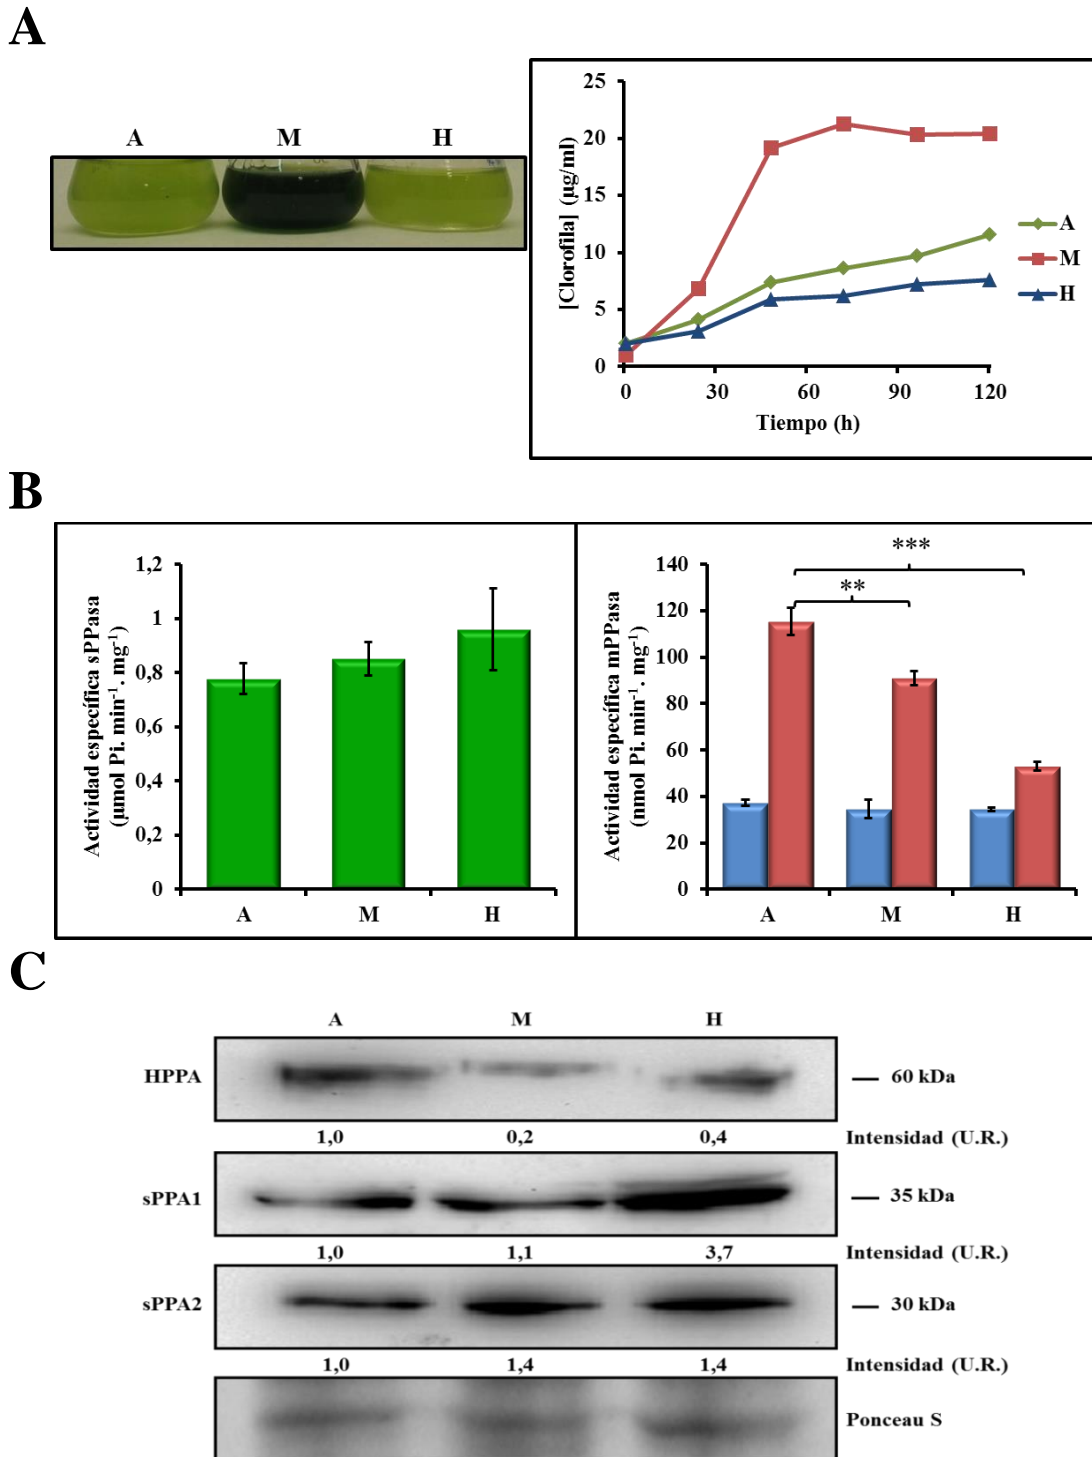 A
A M H
[Clorofila] (µg/ml)
25
20
15
10
5
0
0 30 60 90 120
Tiempo (h)
A
M
H
B
Actividad específica sPPasa
(µmol Pi. min⁻¹. mg⁻¹)
1,2
1
0,8
0,6
0,4
0,2
0
A M H
Actividad específica mPPasa
(nmol Pi. min⁻¹. mg⁻¹)
140
120
100
80
60
40
20
0
***
**
A M H
C
A M H
HPPA 60 kDa
1,0 0,2 0,4 Intensidad (U.R.)
sPPA1 35 kDa
1,0 1,1 3,7 Intensidad (U.R.)
sPPA2 30 kDa
1,0 1,4 1,4 Intensidad (U.R.)
Ponceau S